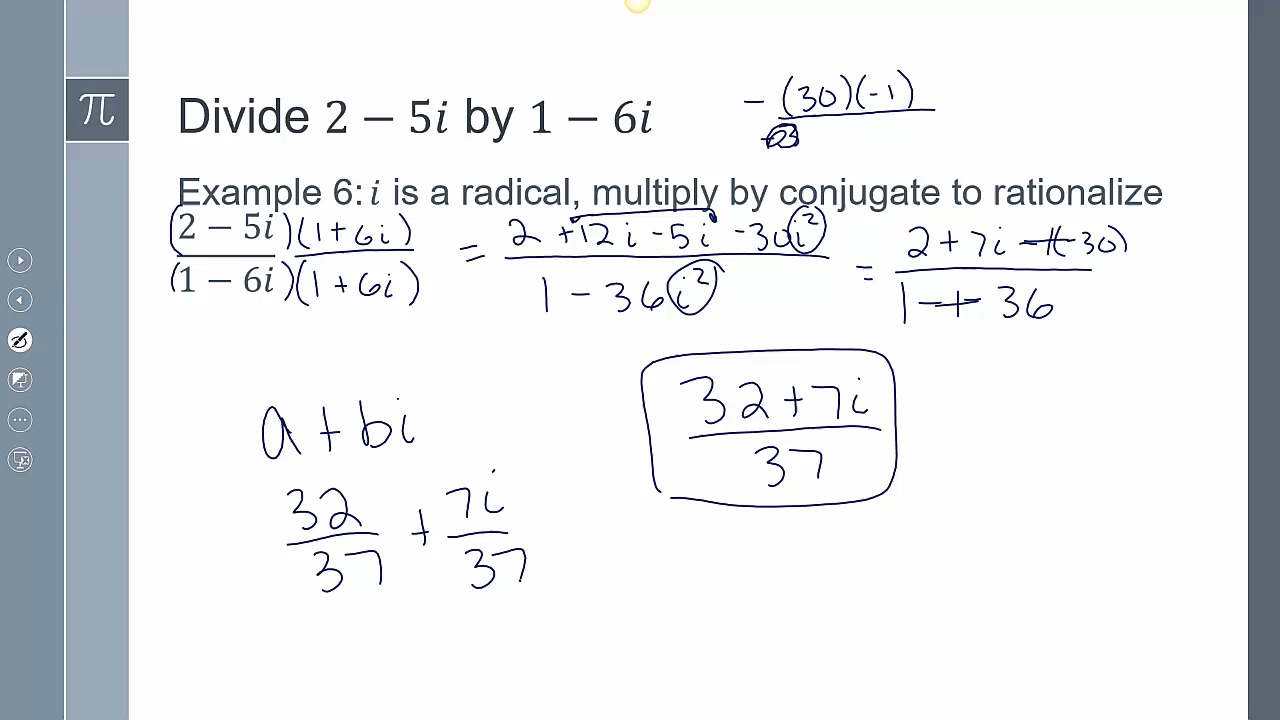 π
Divide 2 − 5i by 1 − 6i
− (30)(-1)
Example 6: i is a radical, multiply by conjugate to rationalize
(2 − 5i)(1+6i) = 2 +12i -5i -30i² = 2 + 7i -(-30)
(1 − 6i)(1+6i) 1 - 36i² 1 -+ 36
32+7i
37
a + bi
32 + 7i
37 37